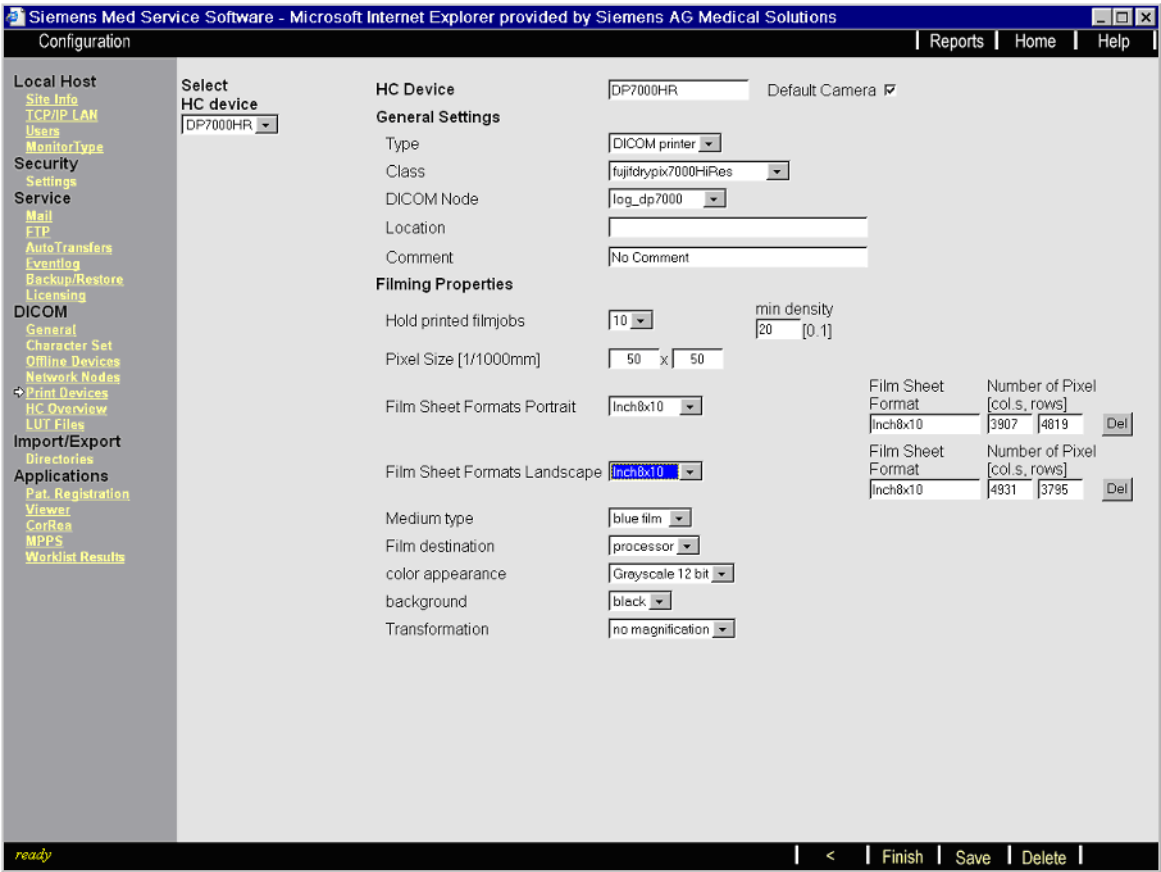 Siemens Med Service Software - Microsoft Internet Explorer provided by Siemens AG Medical Solutions
Configuration
Reports
Home
Help
Local Host
Site Info
TCP/IP LAN
Users
MonitorType
Security
Settings
Service
Mail
FTP
AutoTransfers
Eventlog
Backup/Restore
Licensing
DICOM
General
Character Set
Offline Devices
Network Nodes
Print Devices
HC Overview
LUT Files
Import/Export
Directories
Applications
Pat. Registration
Viewer
CorRea
MPPS
Worklist Results
Select
HC device
DP7000HR
HC Device DP7000HR Default Camera
General Settings
Type DICOM printer
Class fujifdrypix7000HiRes
DICOM Node log_dp7000
Location
Comment No Comment
Filming Properties
min density
Hold printed filmjobs 10 20 [0.1]
Pixel Size [1/1000mm] 50 x 50
Film Sheet Number of Pixel
Format [col.s, rows]
Film Sheet Formats Portrait Inch8x10 Inch8x10 3907 4819 Del
Film Sheet Number of Pixel
Format [col.s, rows]
Film Sheet Formats Landscape Inch8x10 Inch8x10 4931 3795 Del
Medium type blue film
Film destination processor
color appearance Grayscale 12 bit
background black
Transformation no magnification
ready
< Finish Save Delete